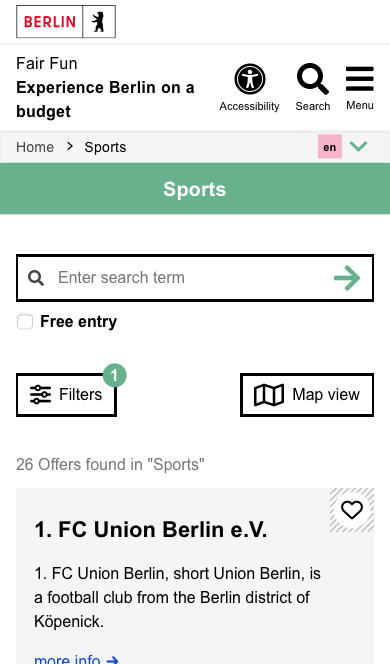 BERLIN
Fair Fun
Experience Berlin on a
budget
Accessibility
Search
Menu
Home > Sports
en
Sports
Enter search term
Free entry
Filters
1
Map view
26 Offers found in "Sports"
1. FC Union Berlin e.V.
1. FC Union Berlin, short Union Berlin, is
a football club from the Berlin district of
Köpenick.
more info